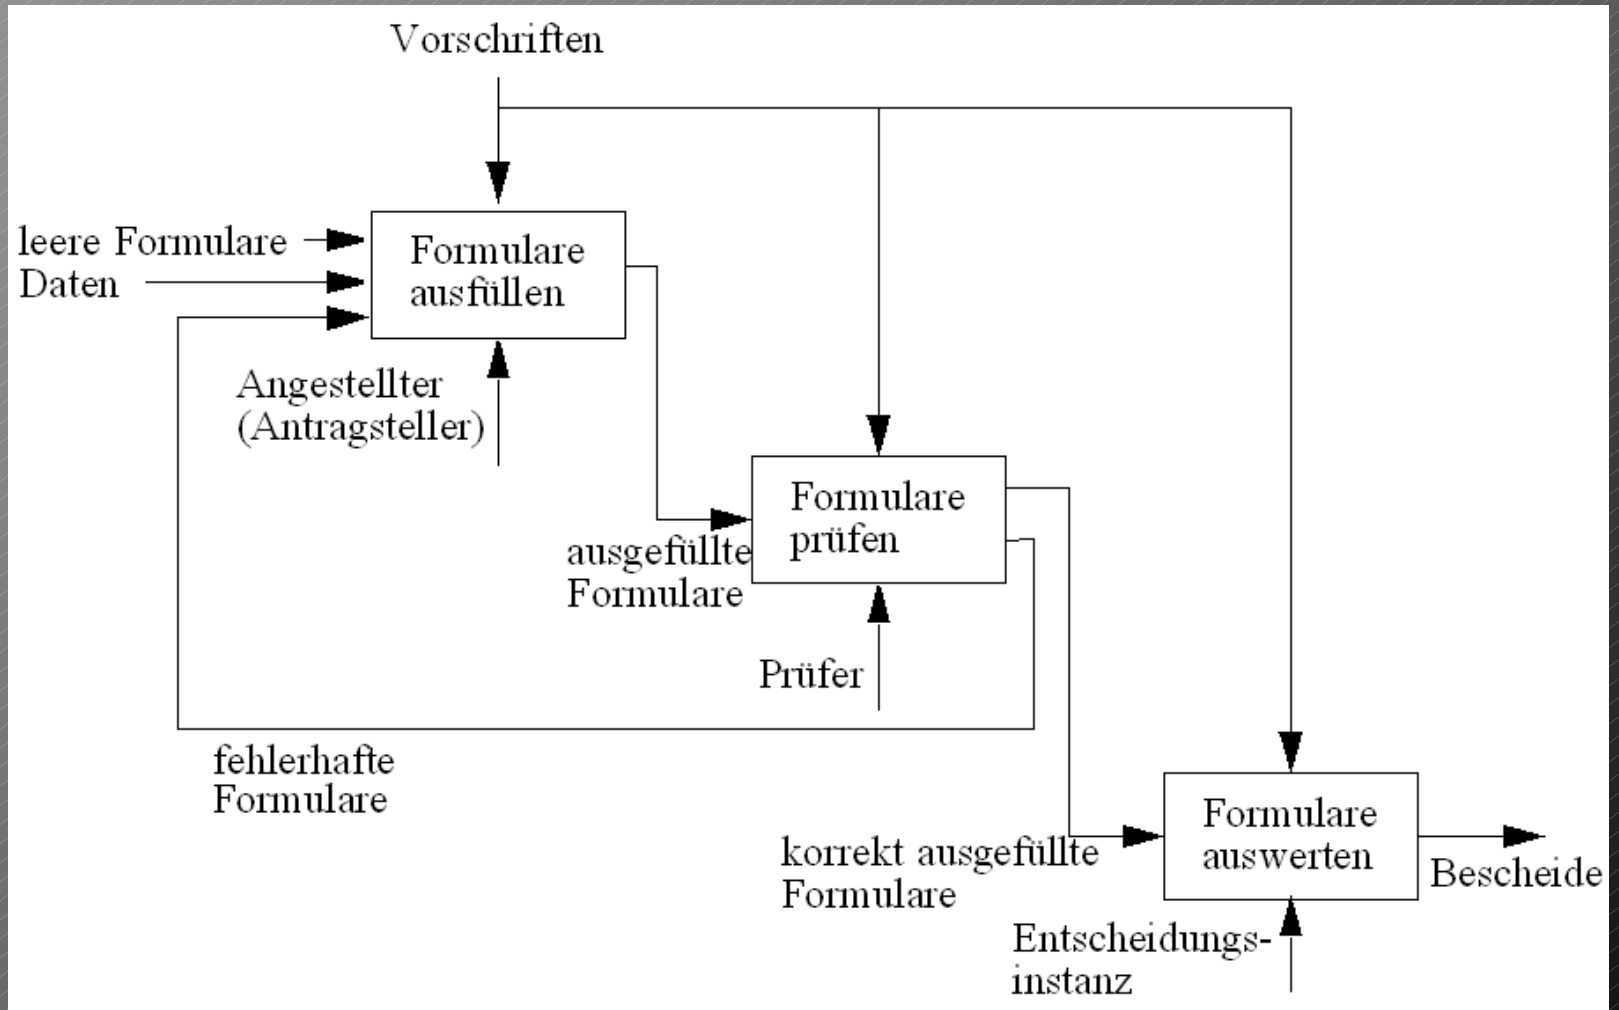 Vorschriften
leere Formulare
Daten
Formulare
ausfüllen
Angestellter
(Antragsteller)
ausgefüllte
Formulare
Formulare
prüfen
Prüfer
fehlerhafte
Formulare
korrekt ausgefüllte
Formulare
Formulare
auswerten
Bescheide
Entscheidungs-
instanz